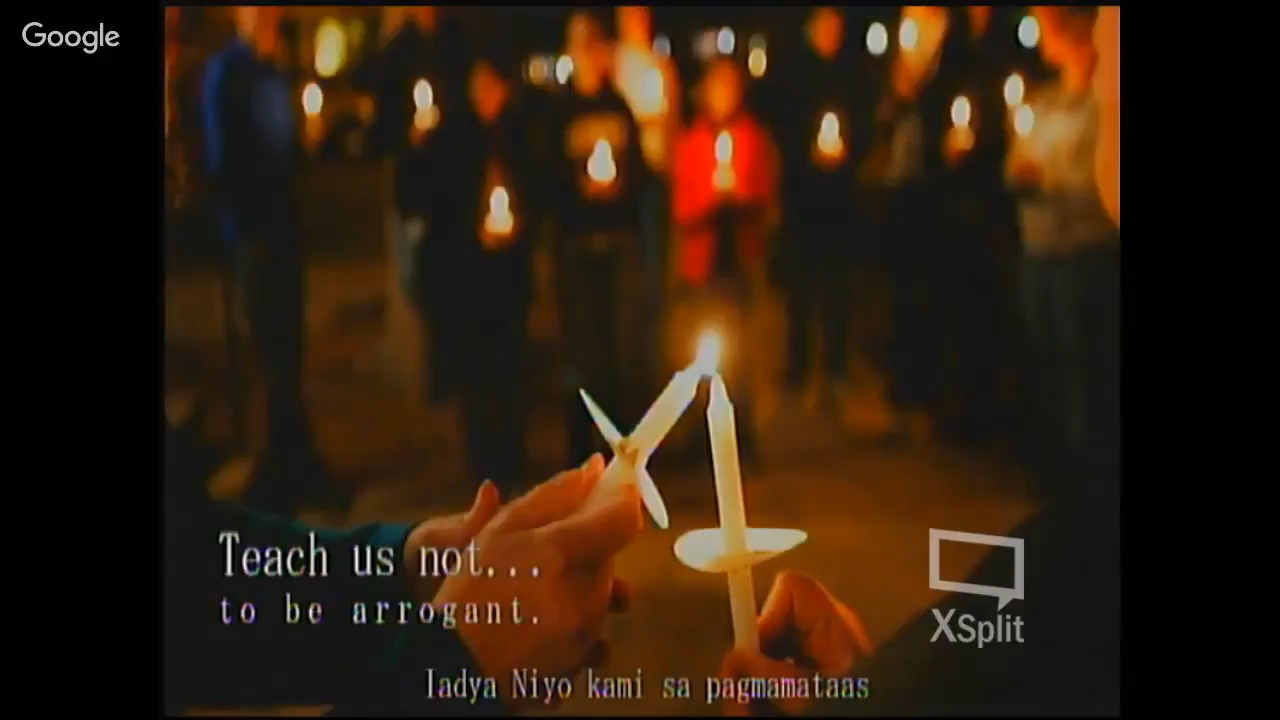 Google
Teach us not...
to be arrogant.
XSplit
Iadya Niyo kami sa pagmamataas